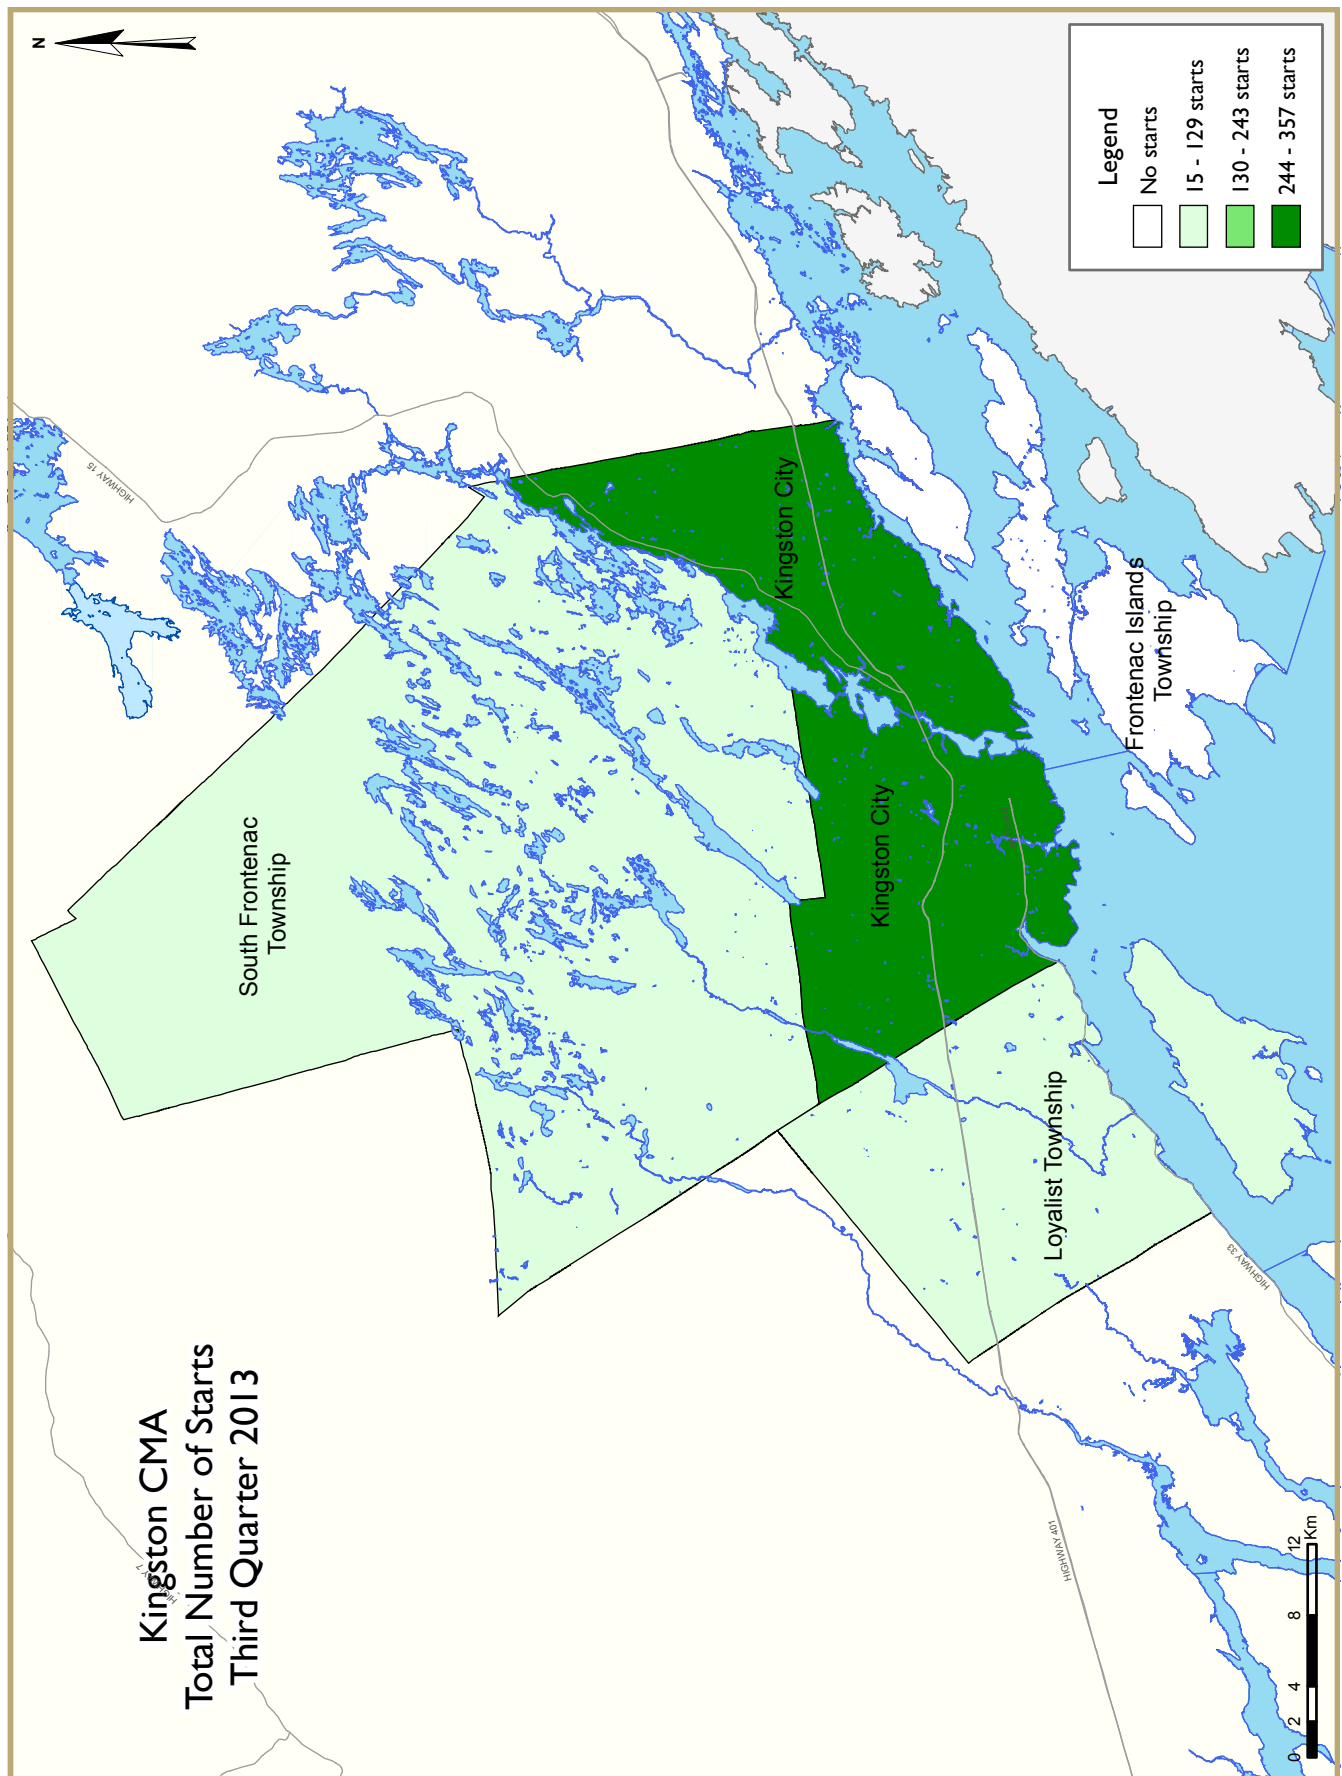 Kingston CMA
Total Number of Starts
Third Quarter 2013
N
HIGHWAY 7
HIGHWAY 15
South Frontenac
Township
Kingston City
Kingston City
Frontenac Islands
Township
Loyalist Township
HIGHWAY 33
HIGHWAY 401
Legend
No starts
15 - 129 starts
130 - 243 starts
244 - 357 starts
0 2 4 8 12
Km